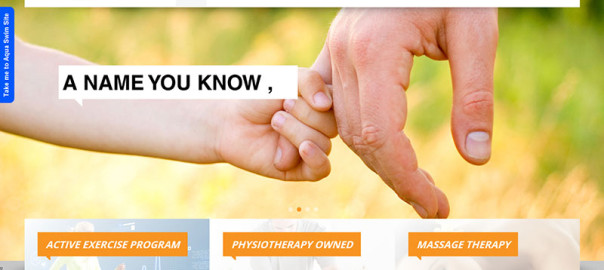 Take me to Aqua Swim Site
A NAME YOU KNOW ,
ACTIVE EXERCISE PROGRAM
PHYSIOTHERAPY OWNED
MASSAGE THERAPY